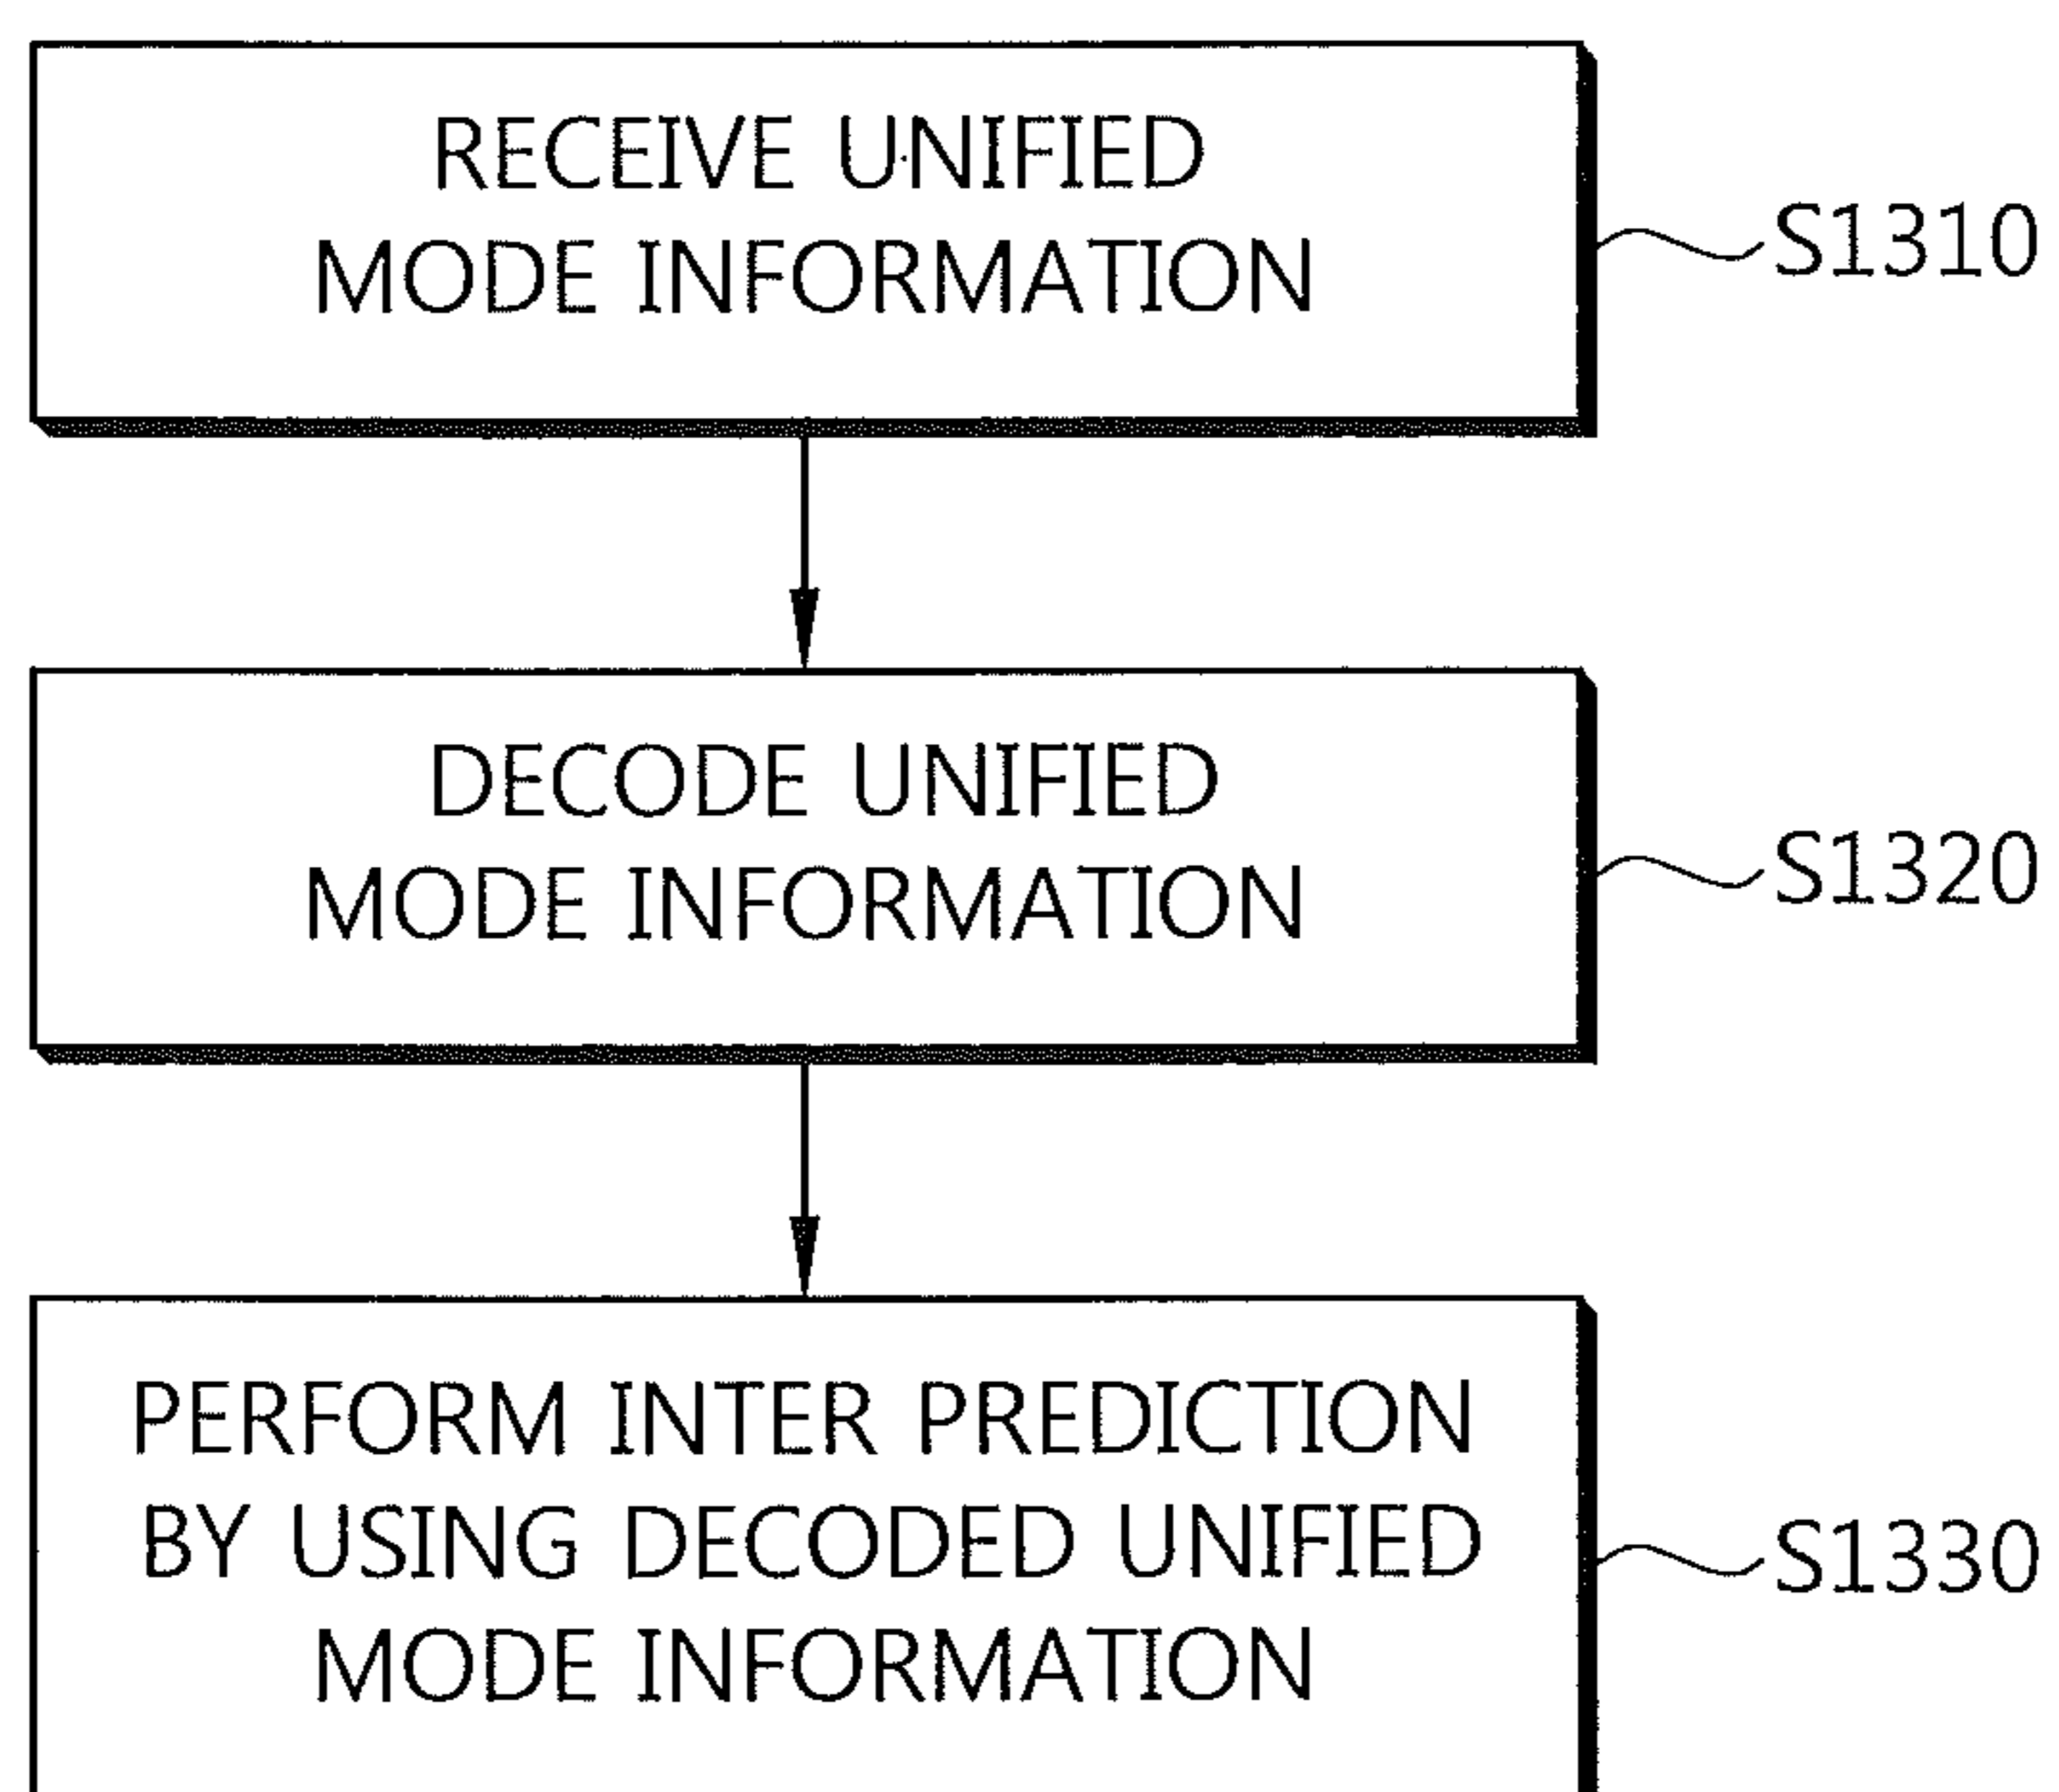 RECEIVE UNIFIED
MODE INFORMATION
S1310
DECODE UNIFIED
MODE INFORMATION
S1320
PERFORM INTER PREDICTION
BY USING DECODED UNIFIED
MODE INFORMATION
S1330